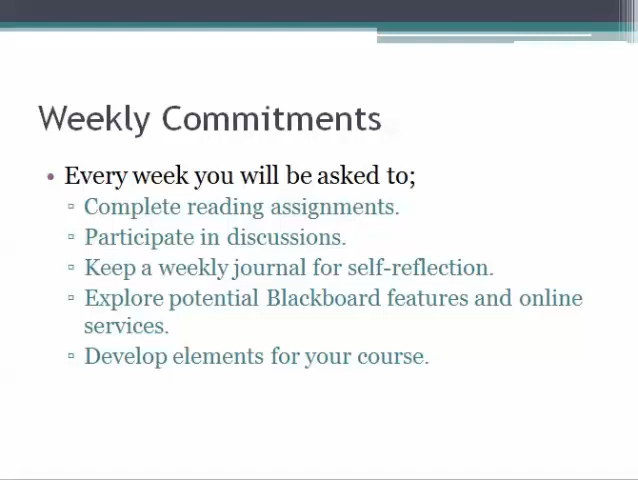 Weekly Commitments
• Every week you will be asked to;
▫ Complete reading assignments.
▫ Participate in discussions.
▫ Keep a weekly journal for self-reflection.
▫ Explore potential Blackboard features and online
services.
▫ Develop elements for your course.